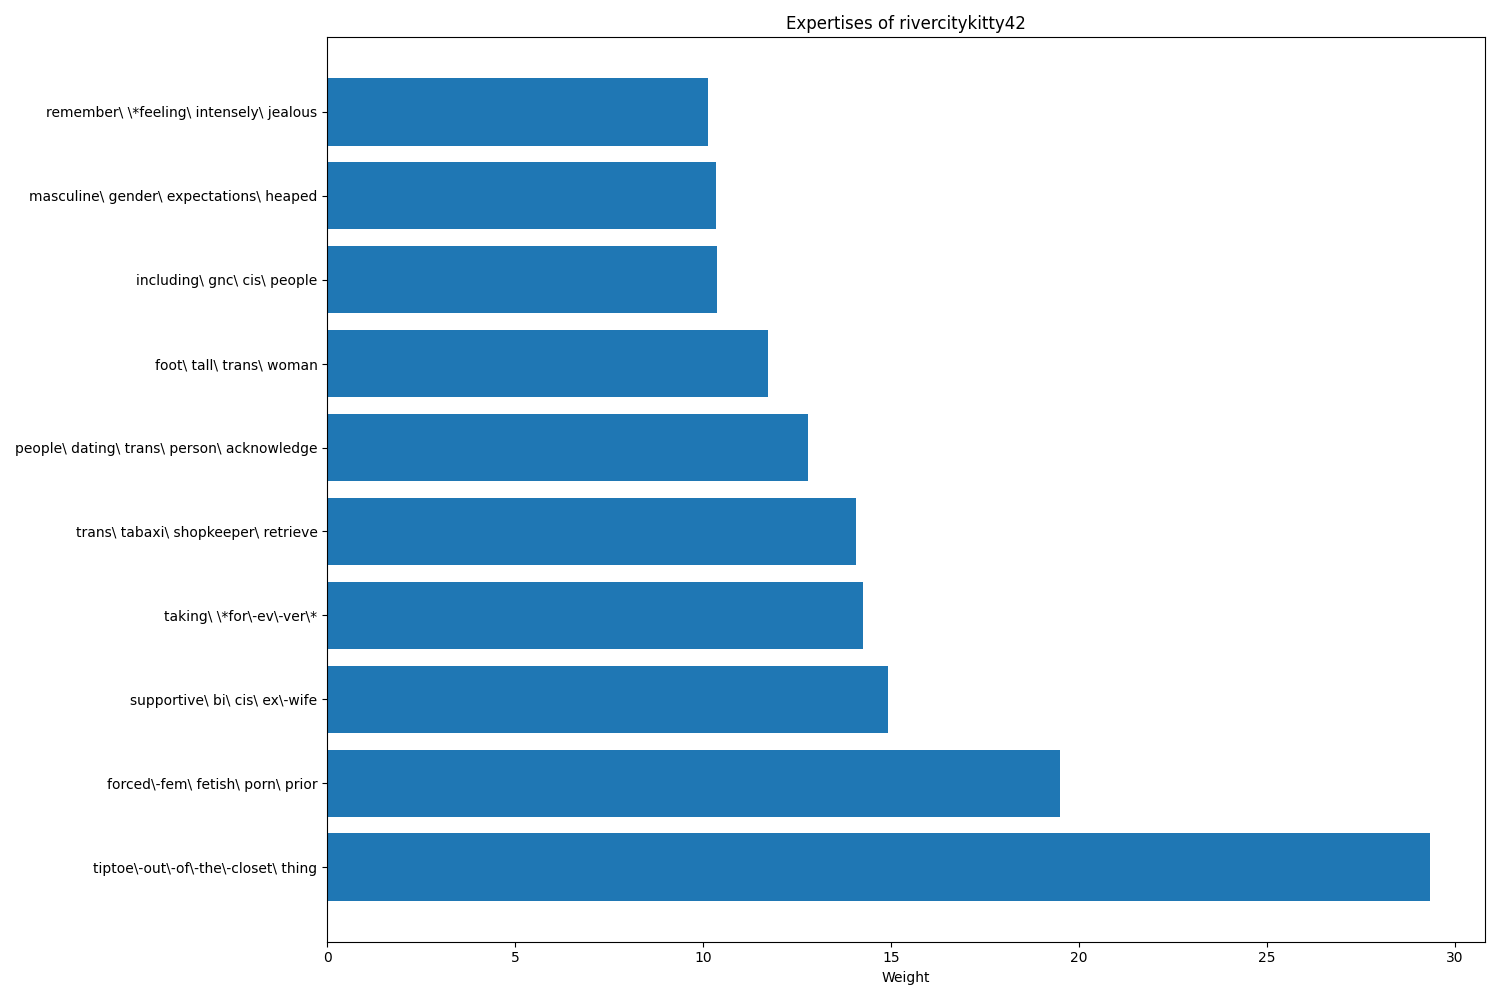 Expertises of rivercitykitty42
remember\ \*feeling\ intensely\ jealous
masculine\ gender\ expectations\ heaped
including\ gnc\ cis\ people
foot\ tall\ trans\ woman
people\ dating\ trans\ person\ acknowledge
trans\ tabaxi\ shopkeeper\ retrieve
taking\ \*for\-ev\-ver\*
supportive\ bi\ cis\ ex\-wife
forced\-fem\ fetish\ porn\ prior
tiptoe\-out\-of\-the\-closet\ thing
0 5 10 15 20 25 30
Weight